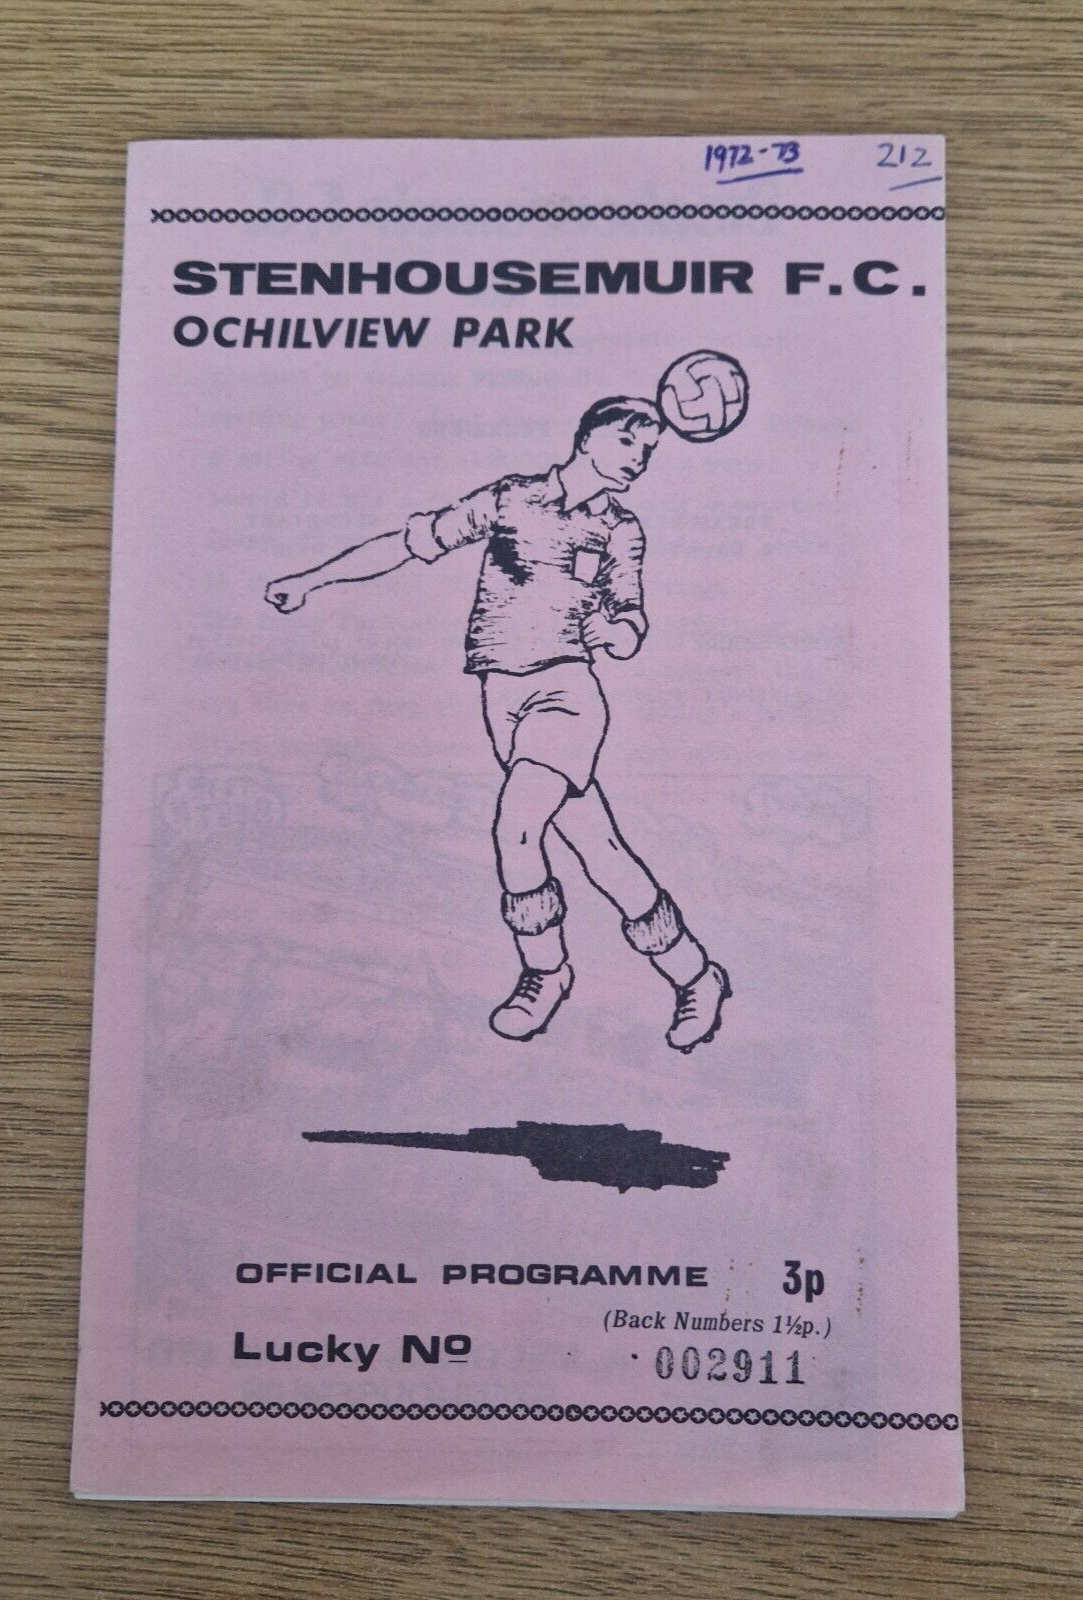 1972-73 212
STENHOUSEMUIR F.C.
OCHILVIEW PARK
OFFICIAL PROGRAMME 3p
(Back Numbers 1½p.)
Lucky Nº 002911